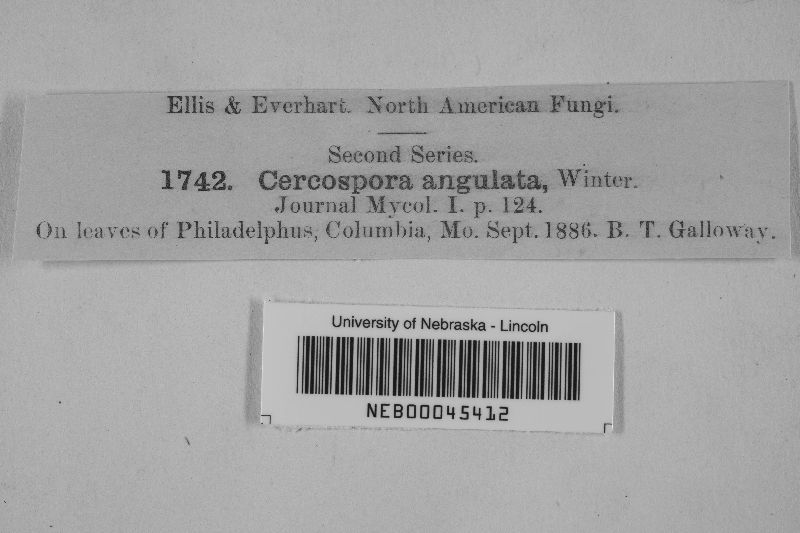 Ellis & Everhart. North American Fungi.
Second Series.
1742. Cercospora angulata, Winter.
Journal Mycol. I. p. 124.
On leaves of Philadelphus, Columbia, Mo. Sept. 1886. B. T. Galloway.
University of Nebraska - Lincoln
NEB00045412